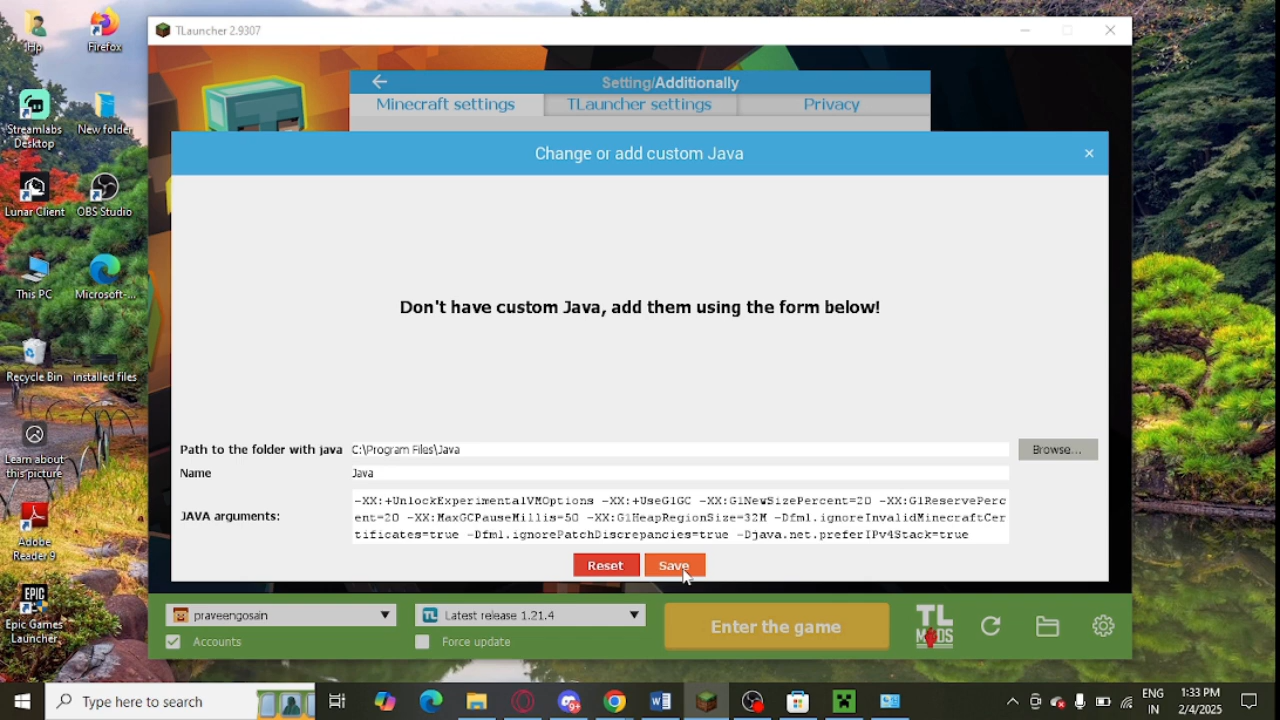 Hp
Firefox
Streamlabs Desktop
New folder
Lunar Client
OBS Studio
This PC
Microsoft-...
Recycle Bin
installed files
Learn about this picture
Adobe Reader 9
EPIC GAMES
Epic Games Launcher
TLauncher 2.9307
Setting/Additionally
Minecraft settings
TLauncher settings
Privacy
Change or add custom Java
Don't have custom Java, add them using the form below!
Path to the folder with java
C:\Program Files\Java
Browse...
Name
Java
JAVA arguments:
-XX:+UnlockExperimentalVMOptions -XX:+UseG1GC -XX:G1NewSizePercent=20 -XX:G1ReservePerc
ent=20 -XX:MaxGCPauseMillis=50 -XX:G1HeapRegionSize=32M -Dfml.ignoreInvalidMinecraftCer
tificates=true -Dfml.ignorePatchDiscrepancies=true -Djava.net.preferIPv4Stack=true
Reset
Save
praveengosain
Latest release 1.21.4
Enter the game
TL MODS
Accounts
Force update
Type here to search
ENG
IN
1:33 PM
2/4/2025